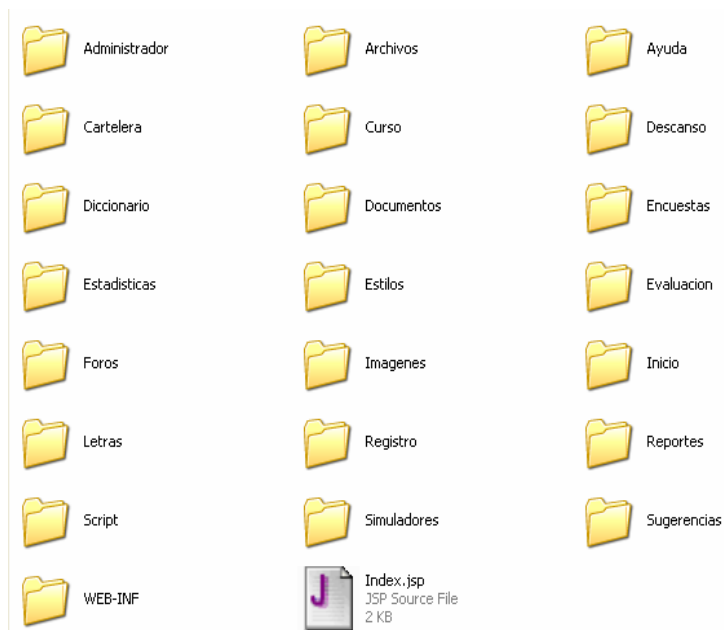 Administrador
Archivos
Ayuda
Cartelera
Curso
Descanso
Diccionario
Documentos
Encuestas
Estadisticas
Estilos
Evaluacion
Foros
Imagenes
Inicio
Letras
Registro
Reportes
Script
Simuladores
Sugerencias
WEB-INF
J
Index.jsp
JSP Source File
2 KB